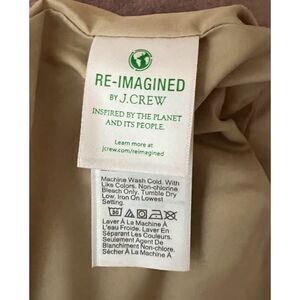 RE-IMAGINED
BY J.CREW
INSPIRED BY THE PLANET
AND ITS PEOPLE.
Learn more at
jcrew.com/reimagined
Machine Wash Cold. With
Like Colors. Non-chlorine
Bleach Only. Tumble Dry
Low, Iron On Lowest
Setting.
Laver À La Machine À
L'eau Froide. Laver En
Séparant Les Couleurs.
Seulement Agent De
Blanchiment Non-chlore.
Sécher À La Machine À